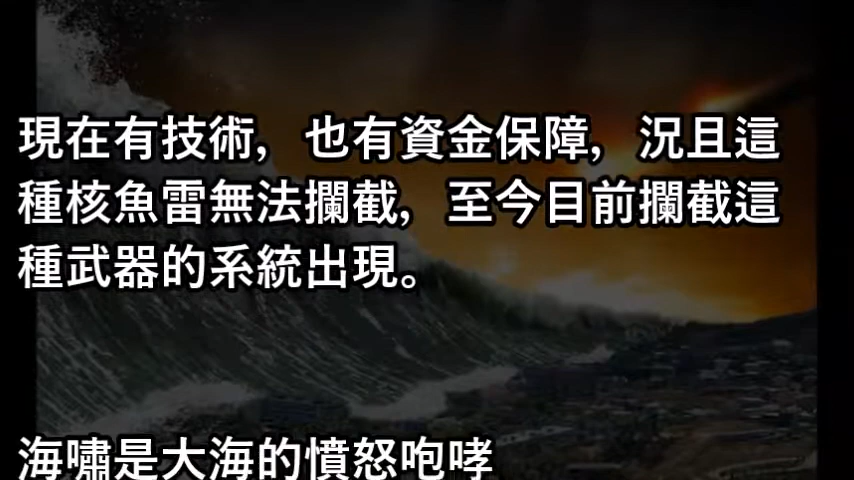 現在有技術，也有資金保障，況且這
種核魚雷無法攔截，至今目前攔截這
種武器的系統出現。
海嘯是大海的憤怒咆哮